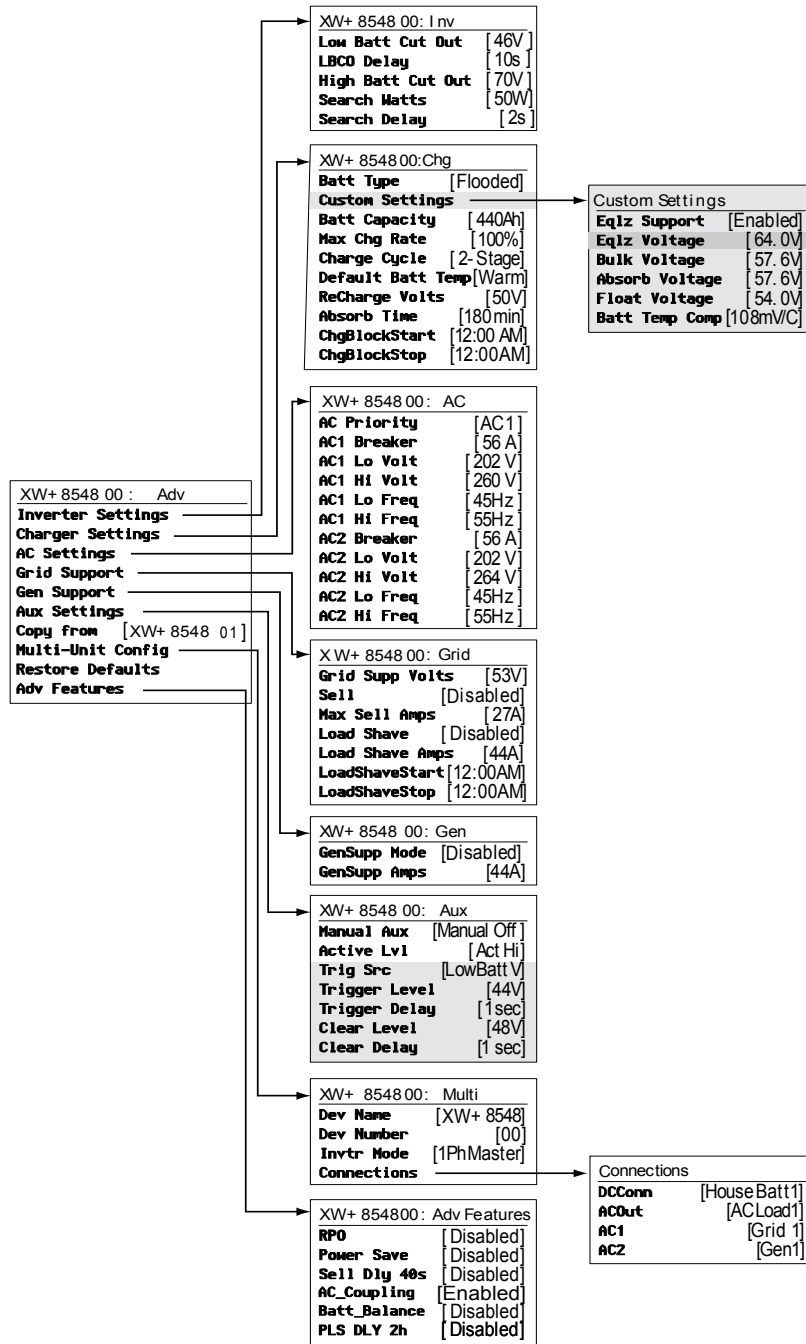 XW+ 8548 00: Inv
Low Batt Cut Out [46V]
LBCO Delay [10s]
High Batt Cut Out [70V]
Search Watts [50W]
Search Delay [2s]
XW+ 8548 00:Chg
Batt Type [Flooded]
Custom Settings
Batt Capacity [440Ah]
Max Chg Rate [100%]
Charge Cycle [2-Stage]
Default Batt Temp[Warm]
ReCharge Volts [50V]
Absorb Time [180 min]
ChgBlockStart [12:00 AM]
ChgBlockStop [12:00AM]
Custom Settings
Eqlz Support [Enabled]
Eqlz Voltage [64.0V]
Bulk Voltage [57.6V]
Absorb Voltage [57.6V]
Float Voltage [54.0V]
Batt Temp Comp [108mV/C]
XW+ 8548 00: AC
AC Priority [AC1]
AC1 Breaker [56 A]
AC1 Lo Volt [202 V]
AC1 Hi Volt [260 V]
AC1 Lo Freq [45Hz]
AC1 Hi Freq [55Hz]
AC2 Breaker [56 A]
AC2 Lo Volt [202 V]
AC2 Hi Volt [264 V]
AC2 Lo Freq [45Hz]
AC2 Hi Freq [55Hz]
XW+ 8548 00 : Adv
Inverter Settings
Charger Settings
AC Settings
Grid Support
Gen Support
Aux Settings
Copy from [XW+ 8548 01]
Multi-Unit Config
Restore Defaults
Adv Features
XW+ 8548 00: Grid
Grid Supp Volts [53V]
Sell [Disabled]
Max Sell Amps [27A]
Load Shave [Disabled]
Load Shave Amps [44A]
LoadShaveStart[12:00AM]
LoadShaveStop [12:00AM]
XW+ 8548 00: Gen
GenSupp Mode [Disabled]
GenSupp Amps [44A]
XW+ 8548 00: Aux
Manual Aux [Manual Off]
Active Lvl [Act Hi]
Trig Src [LowBatt V]
Trigger Level [44V]
Trigger Delay [1sec]
Clear Level [48V]
Clear Delay [1 sec]
XW+ 8548 00: Multi
Dev Name [XW+ 8548]
Dev Number [00]
Invtr Mode [1PhMaster]
Connections
Connections
DCConn [House Batt1]
ACOut [ACLoad1]
AC1 [Grid 1]
AC2 [Gen1]
XW+ 854800: Adv Features
RPO [Disabled]
Power Save [Disabled]
Sell Dly 40s [Disabled]
AC_Coupling [Enabled]
Batt_Balance [Disabled]
PLS DLY 2h [Disabled]